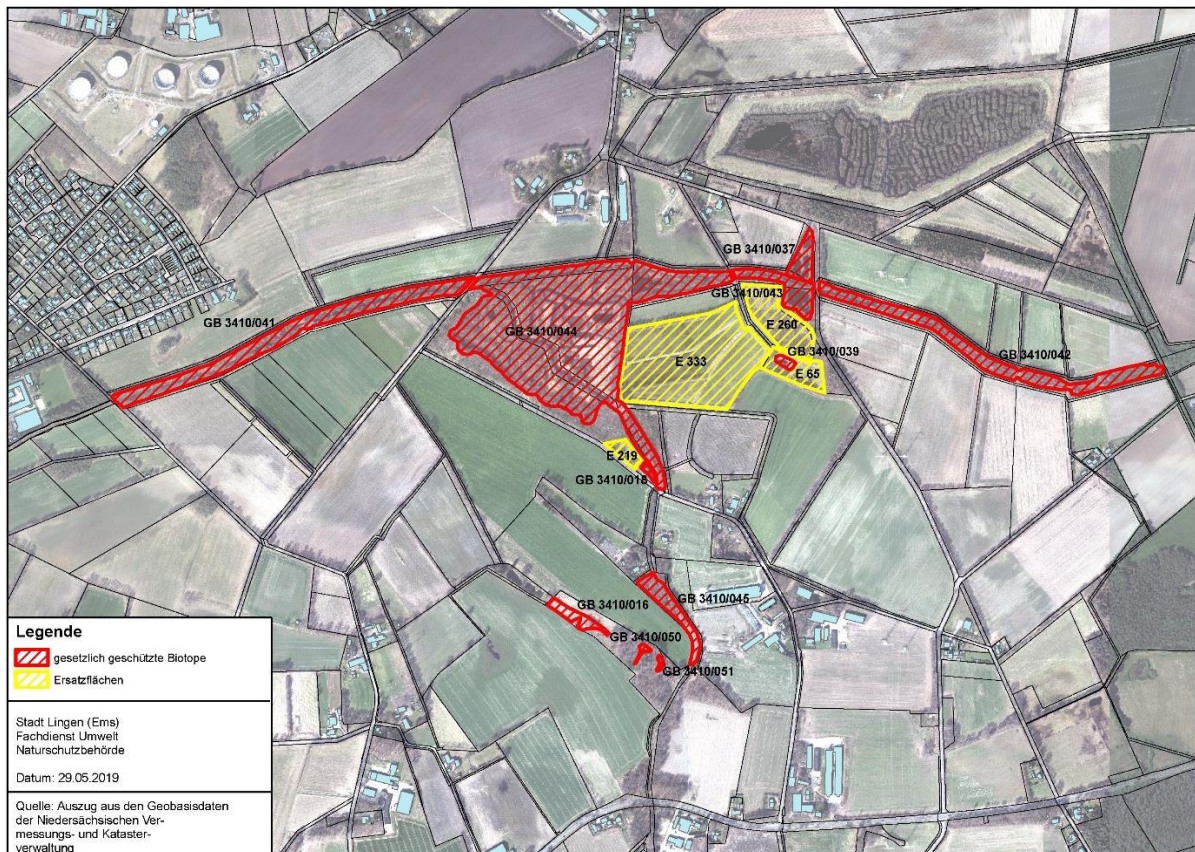 GB 3410/037
GB 3410/041
GB 3410/043
GB 3410/044
E 260
GB 3410/039
GB 3410/042
E 333
E 65
E 219
GB 3410/018
GB 3410/016
GB 3410/045
GB 3410/050
GB 3410/051
Legende
gesetzlich geschützte Biotope
Ersatzflächen
Stadt Lingen (Ems)
Fachdienst Umwelt
Naturschutzbehörde
Datum: 29.05.2019
Quelle: Auszug aus den Geobasisdaten
der Niedersächsischen Ver-
messungs- und Kataster-
verwaltung